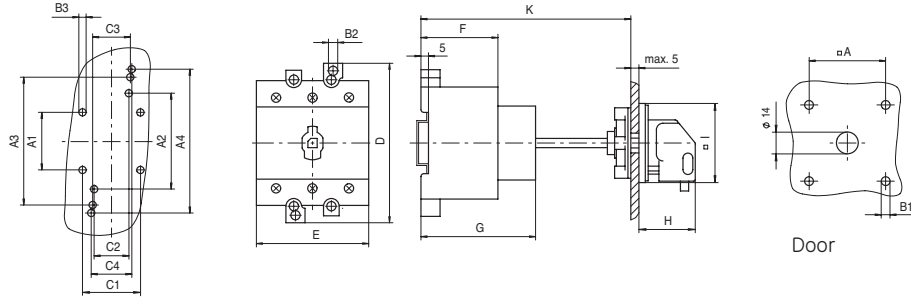 B3
C3
A3
A1
A2
A4
C2
C4
C1
B2
D
E
K
F
5
max. 5
G
H
□ I
□ A
ϕ 14
B1
Door